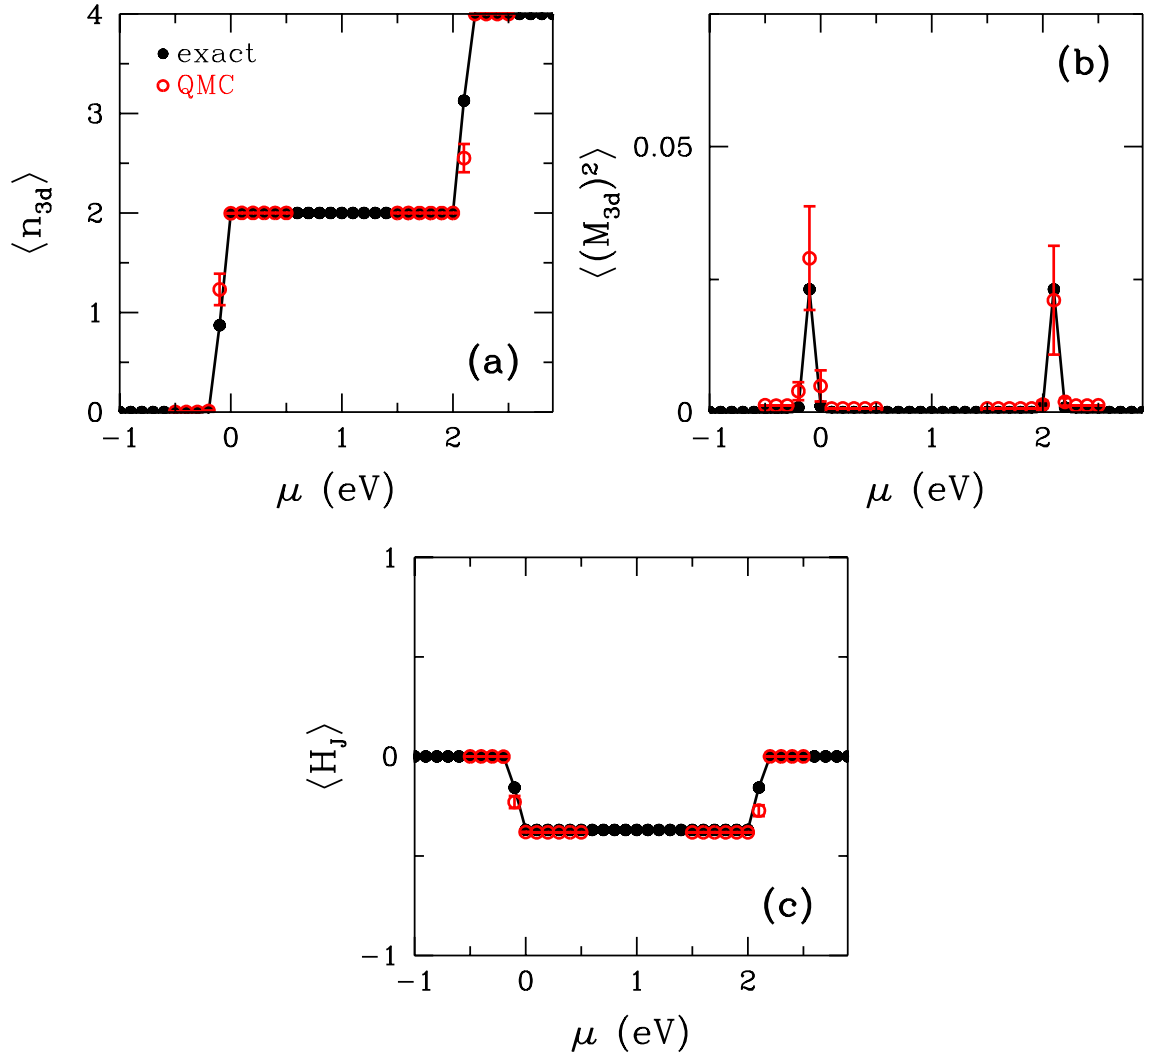 4
3
2
1
0
⟨n3d⟩
exact
QMC
(a)
−1 0 2
μ (eV)
0.05
0
⟨(M3d)2⟩
(b)
−1 0 1 2
μ (eV)
1
0
−1
⟨HJ⟩
(c)
−1 0 1 2
μ (eV)